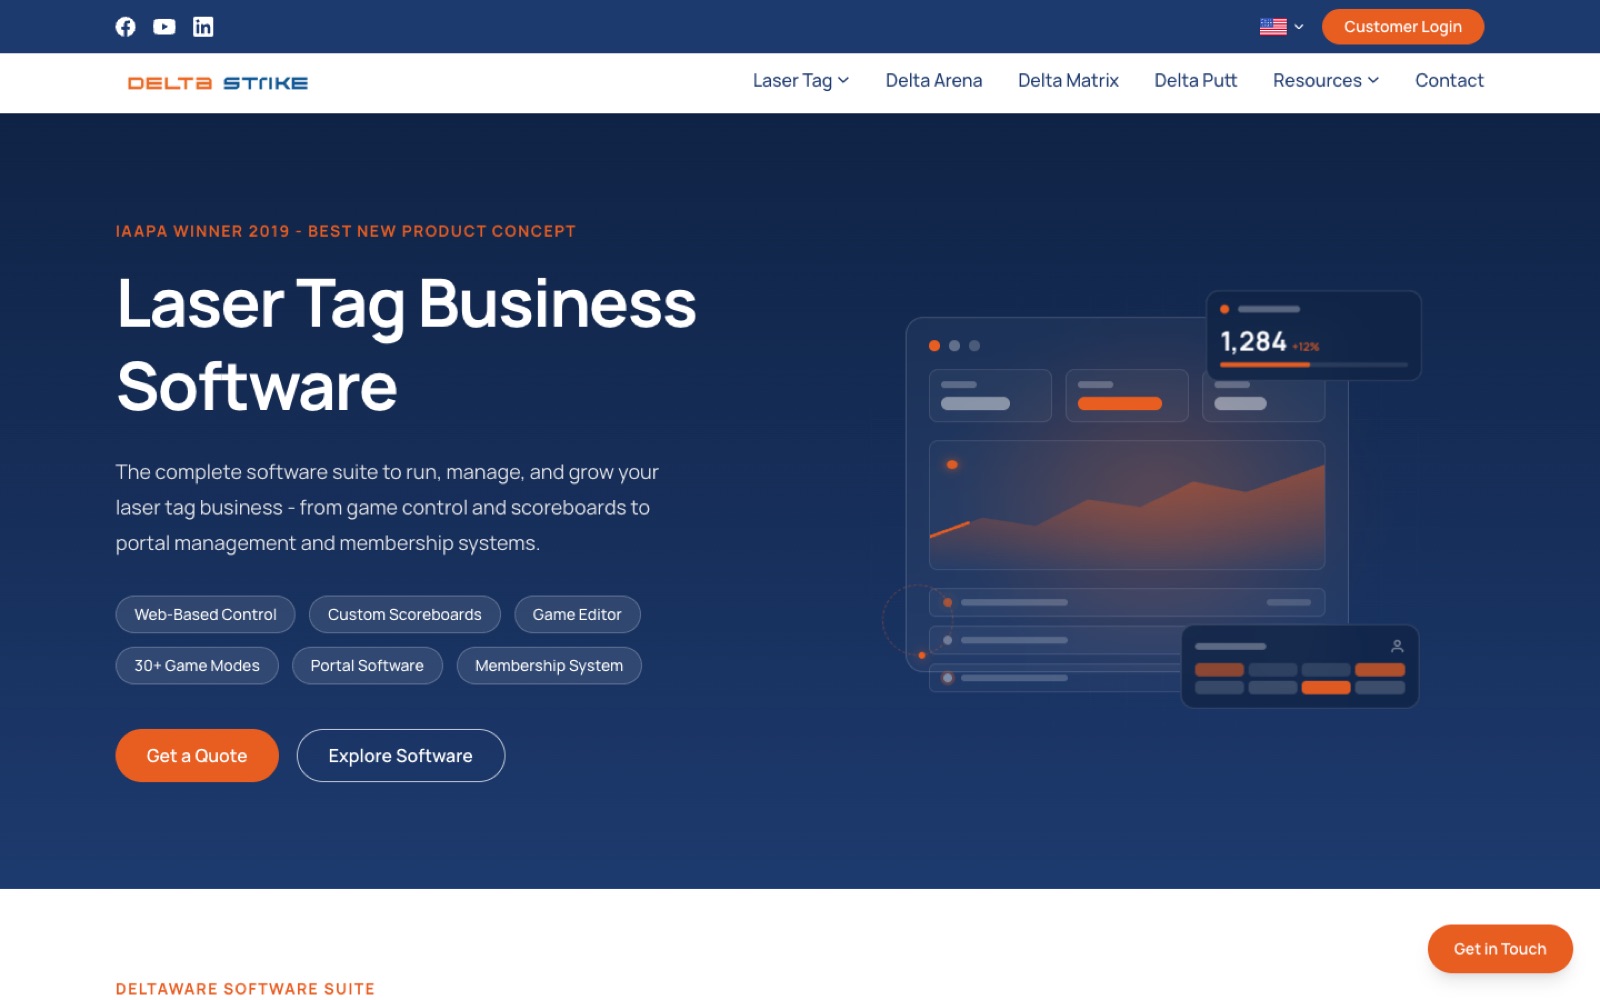 Customer Login
DELTA STRIKE
Laser Tag
Delta Arena
Delta Matrix
Delta Putt
Resources
Contact
IAAPA WINNER 2019 - BEST NEW PRODUCT CONCEPT
Laser Tag Business
Software
The complete software suite to run, manage, and grow your
laser tag business - from game control and scoreboards to
portal management and membership systems.
Web-Based Control
Custom Scoreboards
Game Editor
30+ Game Modes
Portal Software
Membership System
Get a Quote
Explore Software
1,284 +12%
Get in Touch
DELTAWARE SOFTWARE SUITE